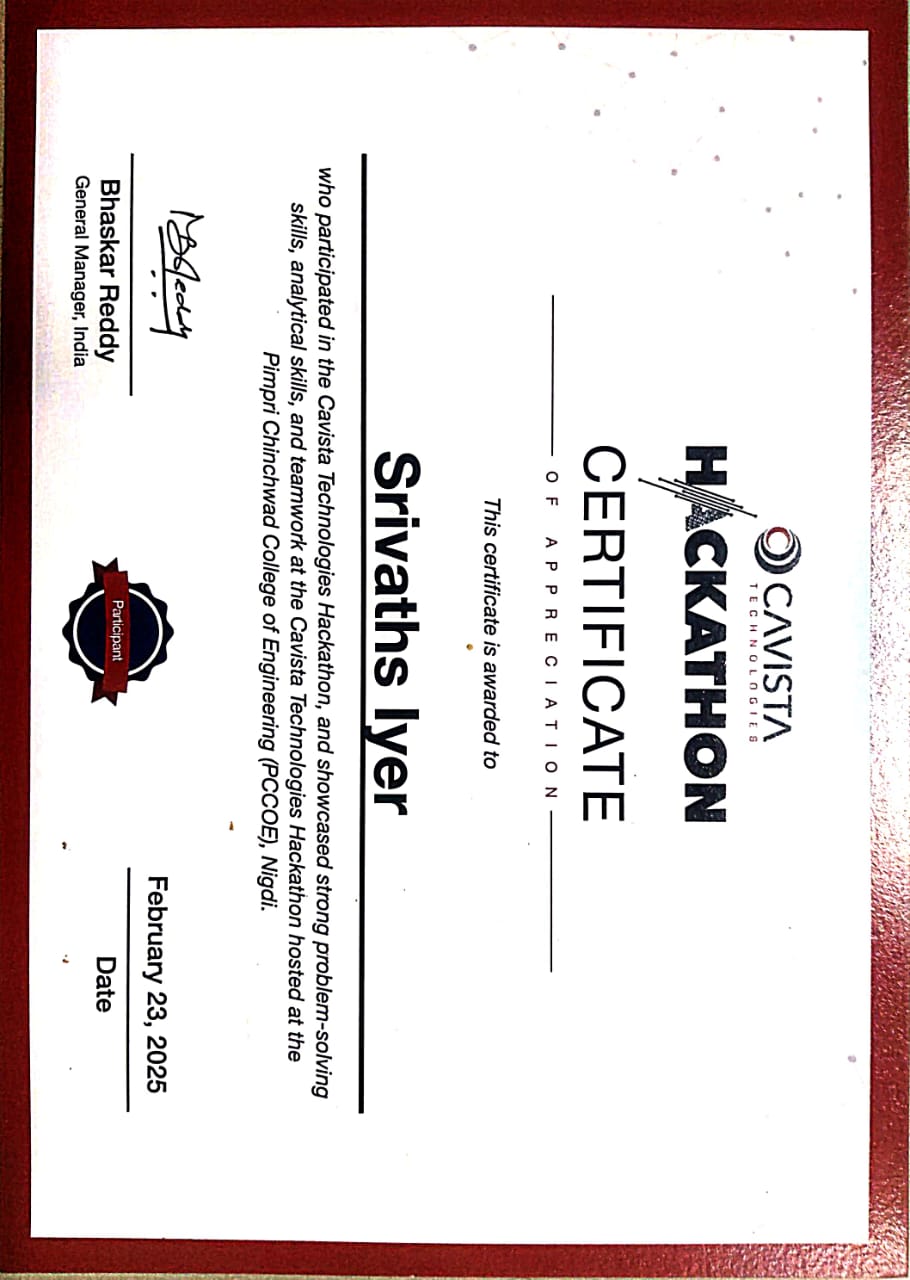 CAVISTA
TECHNOLOGIES
HACKATHON
CERTIFICATE
OF APPRECIATION
This certificate is awarded to
Srivaths Iyer
who participated in the Cavista Technologies Hackathon, and showcased strong problem-solving
skills, analytical skills, and teamwork at the Cavista Technologies Hackathon hosted at the
Pimpri Chinchwad College of Engineering (PCCOE), Nigdi.
MBReddy
Bhaskar Reddy
General Manager, India
Participant
February 23, 2025
Date